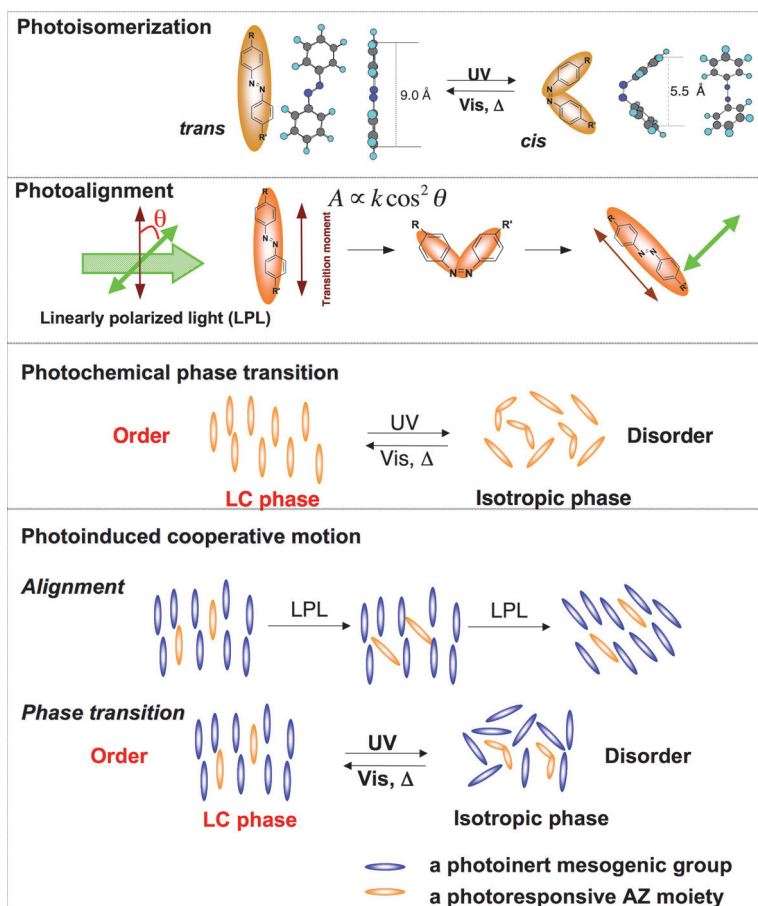 Photoisomerization
R
N
N
R'
trans
9.0 Å
UV
Vis, Δ
R
N
N
R'
cis
5.5 Å
Photoalignment
θ
Linearly polarized light (LPL)
A ∝ k cos² θ
R
N
N
R'
Transition moment
R
R'
N=N
R
N
N
R'
Photochemical phase transition
Order
LC phase
UV
Vis, Δ
Disorder
Isotropic phase
Photoinduced cooperative motion
Alignment
LPL
LPL
Phase transition
Order
LC phase
UV
Vis, Δ
Disorder
Isotropic phase
a photoinert mesogenic group
a photoresponsive AZ moiety